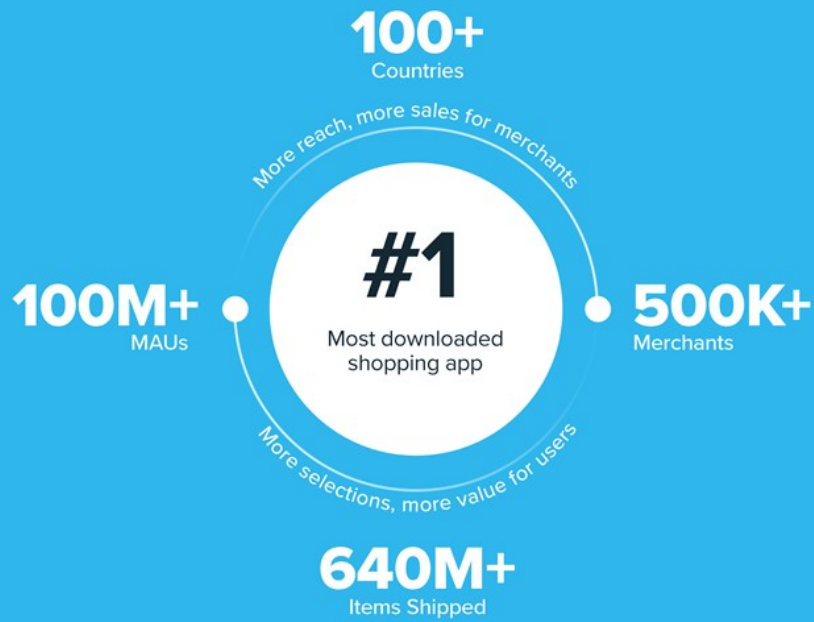 100+
Countries
More reach, more sales for merchants
#1
Most downloaded
shopping app
100M+
MAUs
500K+
Merchants
More selections, more value for users
640M+
Items Shipped